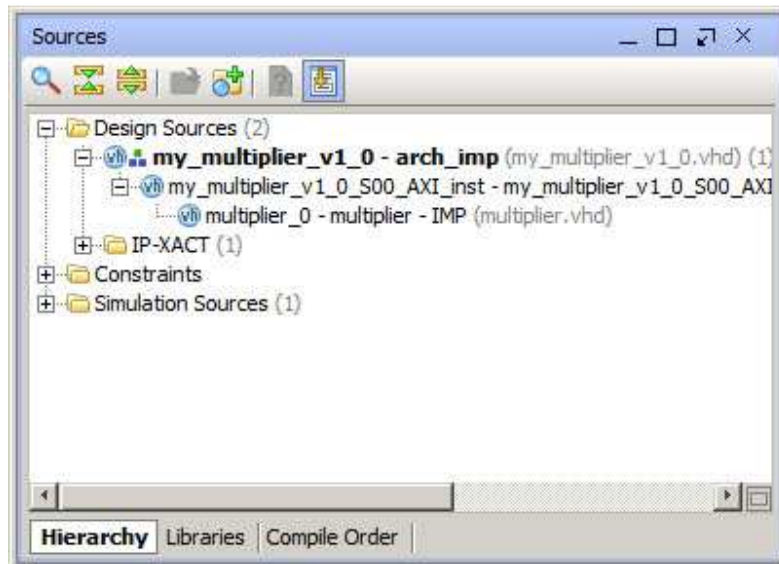 Sources
Design Sources (2)
my_multiplier_v1_0 - arch_imp (my_multiplier_v1_0.vhd) (1)
my_multiplier_v1_0_S00_AXI_inst - my_multiplier_v1_0_S00_AXI
multiplier_0 - multiplier - IMP (multiplier.vhd)
IP-XACT (1)
Constraints
Simulation Sources (1)
Hierarchy Libraries Compile Order